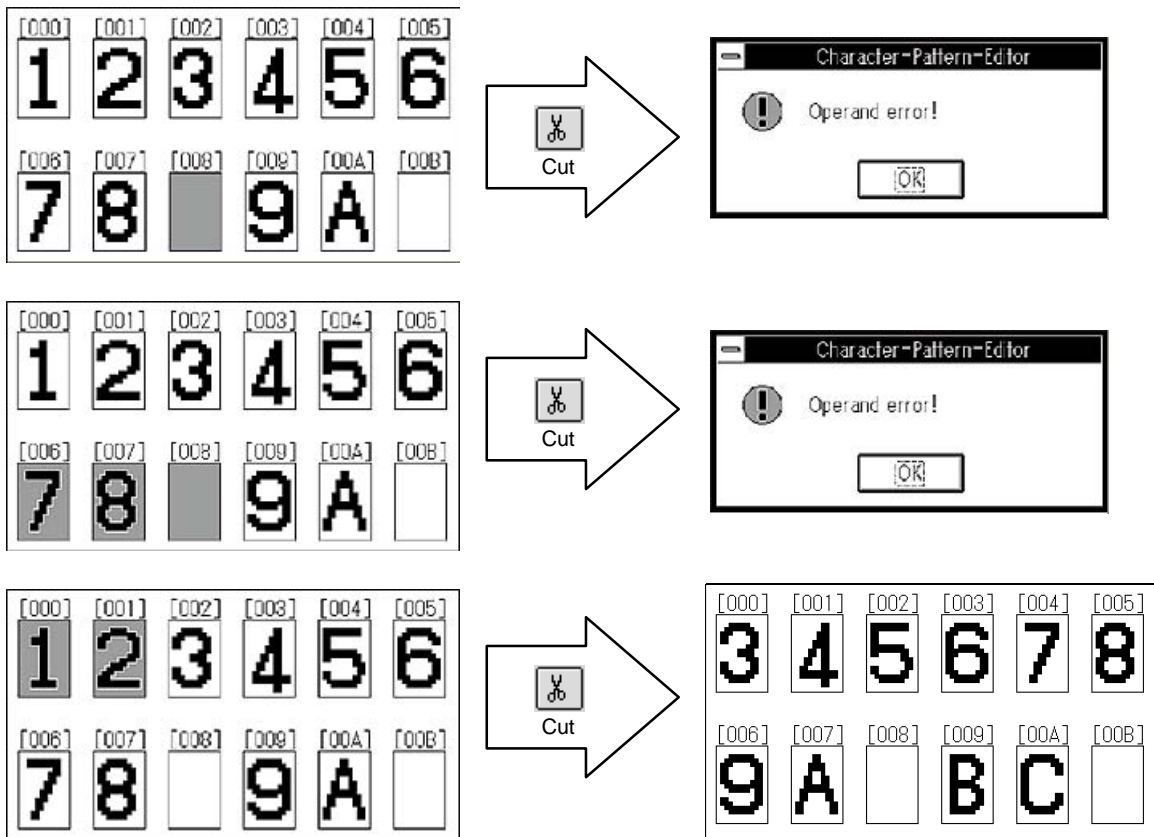 [000] [001] [002] [003] [004] [005]
1 2 3 4 5 6
[006] [007] [008] [009] [00A] [00B]
7 8 9 A
Cut
Character-Pattern-Editor
Operand error!
OK
[000] [001] [002] [003] [004] [005]
1 2 3 4 5 6
[006] [007] [008] [009] [00A] [00B]
7 8 9 A
Cut
Character-Pattern-Editor
Operand error!
OK
[000] [001] [002] [003] [004] [005]
1 2 3 4 5 6
[006] [007] [008] [009] [00A] [00B]
7 8 9 A
Cut
[000] [001] [002] [003] [004] [005]
3 4 5 6 7 8
[006] [007] [008] [009] [00A] [00B]
9 A B C